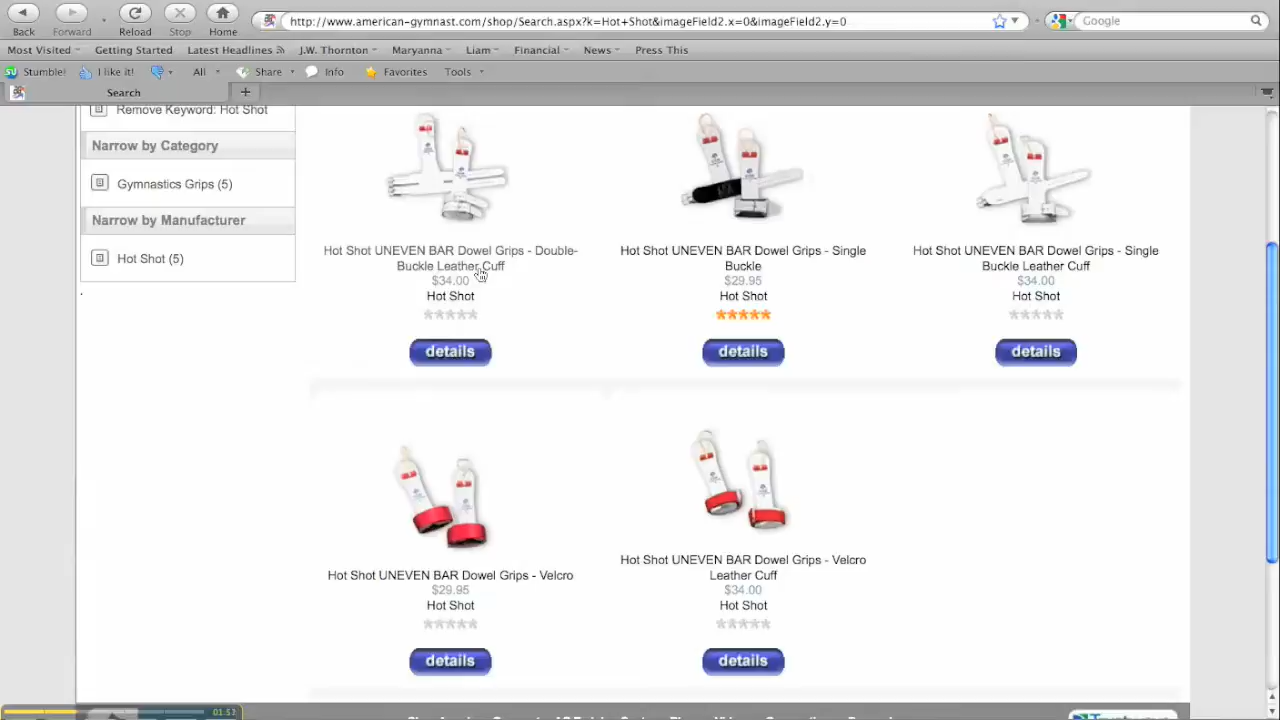 http://www.american-gymnast.com/shop/Search.aspx?k=Hot+Shot&imageField2.x=0&imageField2.y=0
Google
Back
Forward
Reload
Stop
Home
Most Visited
Getting Started
Latest Headlines
J.W. Thornton
Maryanna
Liam
Financial
News
Press This
Stumble!
I like it!
All
Share
Info
Favorites
Tools
Search
Remove Keyword: Hot Shot
Narrow by Category
Gymnastics Grips (5)
Narrow by Manufacturer
Hot Shot (5)
Hot Shot UNEVEN BAR Dowel Grips - Double-
Buckle Leather Cuff
$34.00
Hot Shot
details
Hot Shot UNEVEN BAR Dowel Grips - Single
Buckle
$29.95
Hot Shot
details
Hot Shot UNEVEN BAR Dowel Grips - Single
Buckle Leather Cuff
$34.00
Hot Shot
details
Hot Shot UNEVEN BAR Dowel Grips - Velcro
$29.95
Hot Shot
details
Hot Shot UNEVEN BAR Dowel Grips - Velcro
Leather Cuff
$34.00
Hot Shot
details
01:57